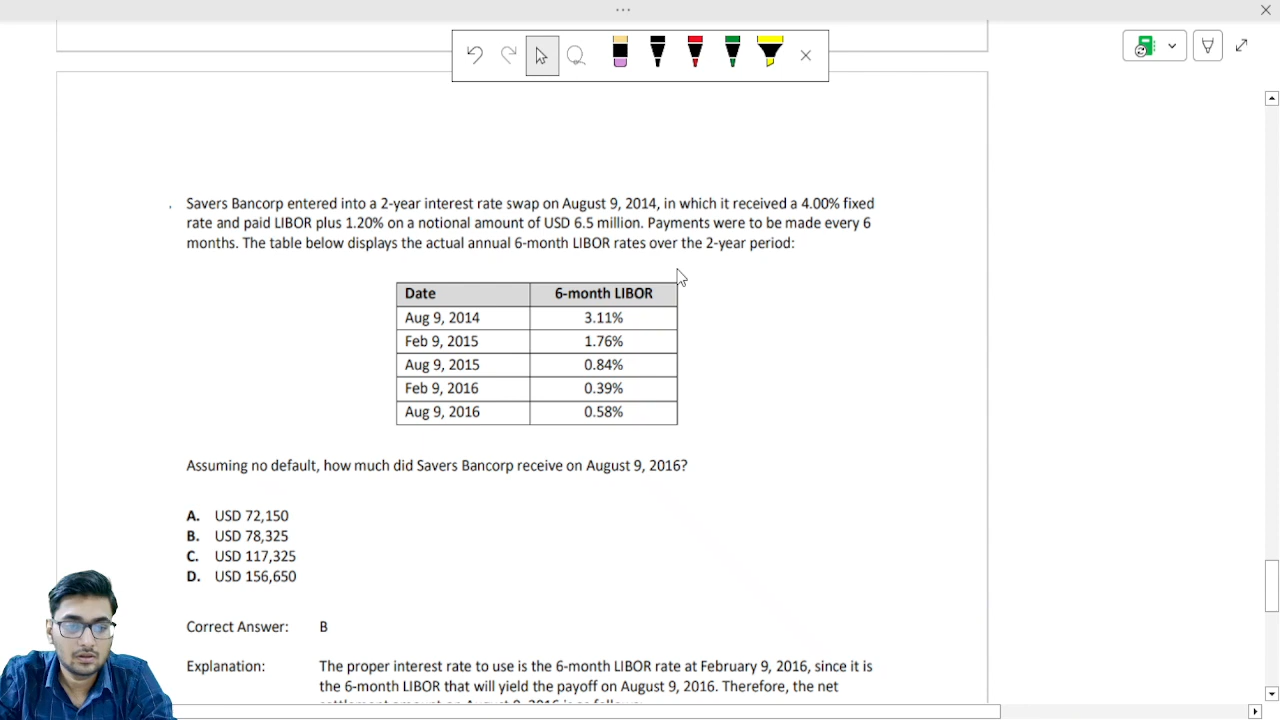 . Savers Bancorp entered into a 2-year interest rate swap on August 9, 2014, in which it received a 4.00% fixed
rate and paid LIBOR plus 1.20% on a notional amount of USD 6.5 million. Payments were to be made every 6
months. The table below displays the actual annual 6-month LIBOR rates over the 2-year period:
Date 6-month LIBOR
Aug 9, 2014 3.11%
Feb 9, 2015 1.76%
Aug 9, 2015 0.84%
Feb 9, 2016 0.39%
Aug 9, 2016 0.58%
Assuming no default, how much did Savers Bancorp receive on August 9, 2016?
A. USD 72,150
B. USD 78,325
C. USD 117,325
D. USD 156,650
Correct Answer: B
Explanation: The proper interest rate to use is the 6-month LIBOR rate at February 9, 2016, since it is
the 6-month LIBOR that will yield the payoff on August 9, 2016. Therefore, the net